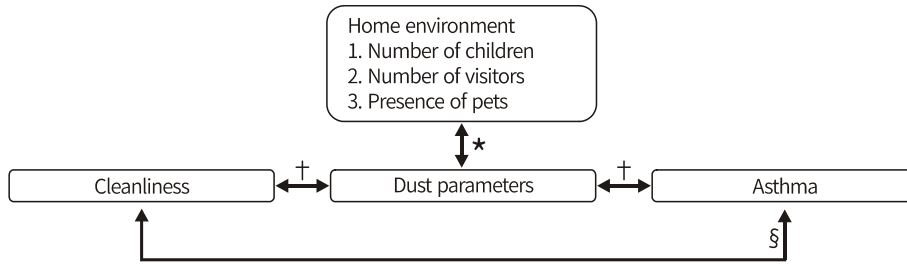 Home environment
1. Number of children
2. Number of visitors
3. Presence of pets
*
† †
Cleanliness Dust parameters Asthma
§